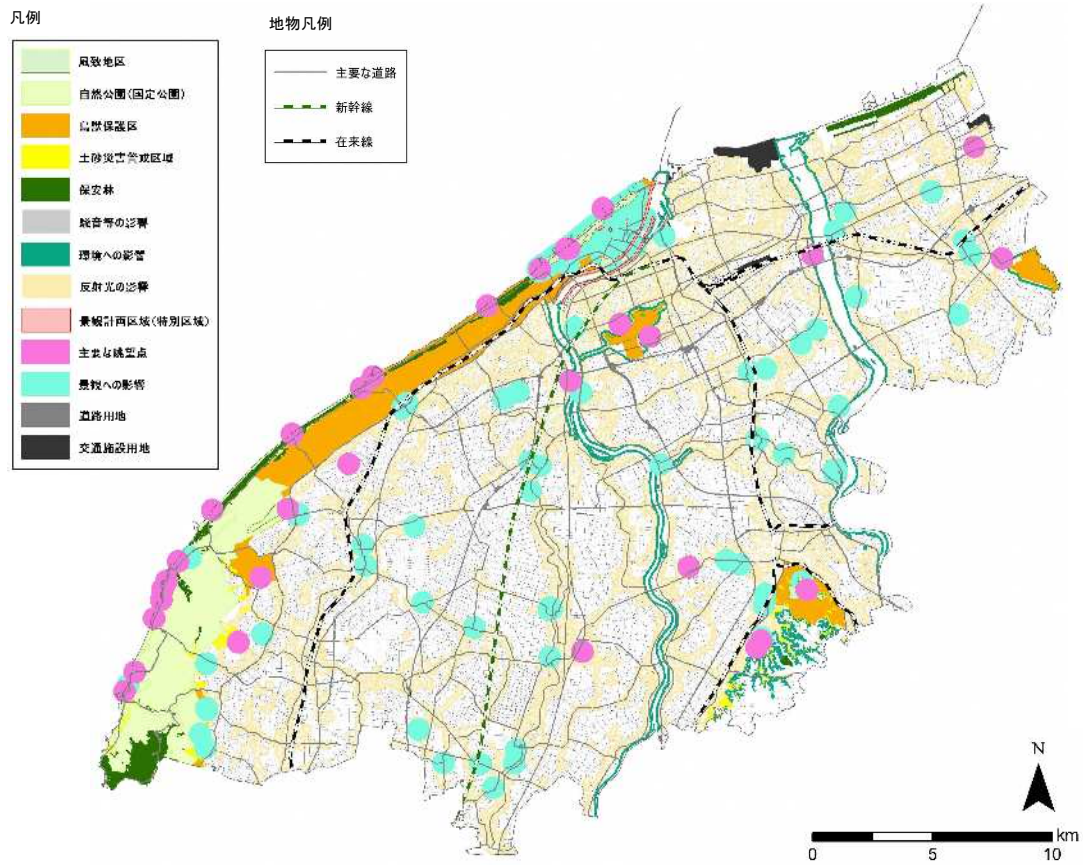 凡例
風致地区
自然公園(国定公園)
鳥獣保護区
土砂災害警戒区域
保安林
騒音等の影響
環境への影響
反射光の影響
景観計画区域(特別区域)
主要な眺望点
景観への影響
道路用地
交通施設用地
地物凡例
主要な道路
新幹線
在来線
N
km
0 5 10